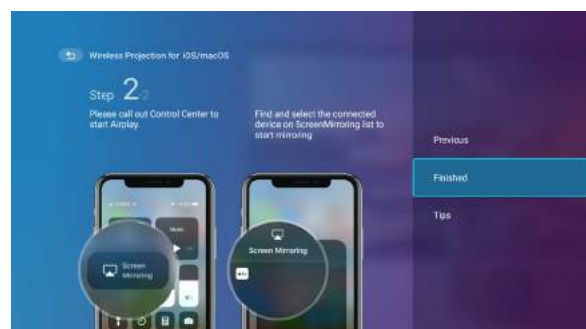 Wireless Projection for iOS/macOS
Step 2-2
Please call out Control Center to
start Airplay.
Find and select the connected
device on ScreenMirroring list to
start mirroring
Previous
Finished
Tips
Music
Screen
Mirroring
Screen Mirroring